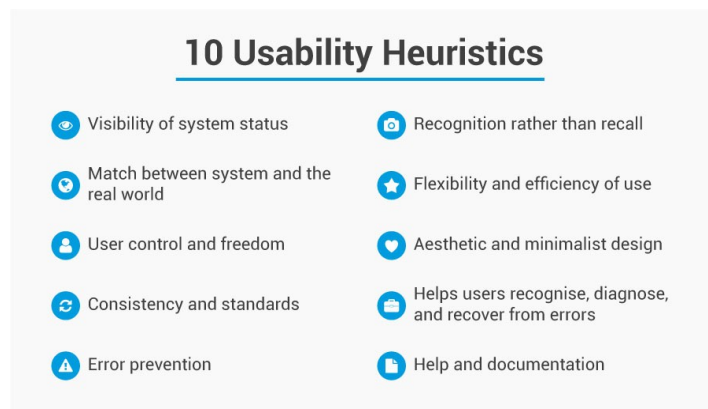 10 Usability Heuristics
Visibility of system status
Match between system and the
real world
User control and freedom
Consistency and standards
Error prevention
Recognition rather than recall
Flexibility and efficiency of use
Aesthetic and minimalist design
Helps users recognise, diagnose,
and recover from errors
Help and documentation